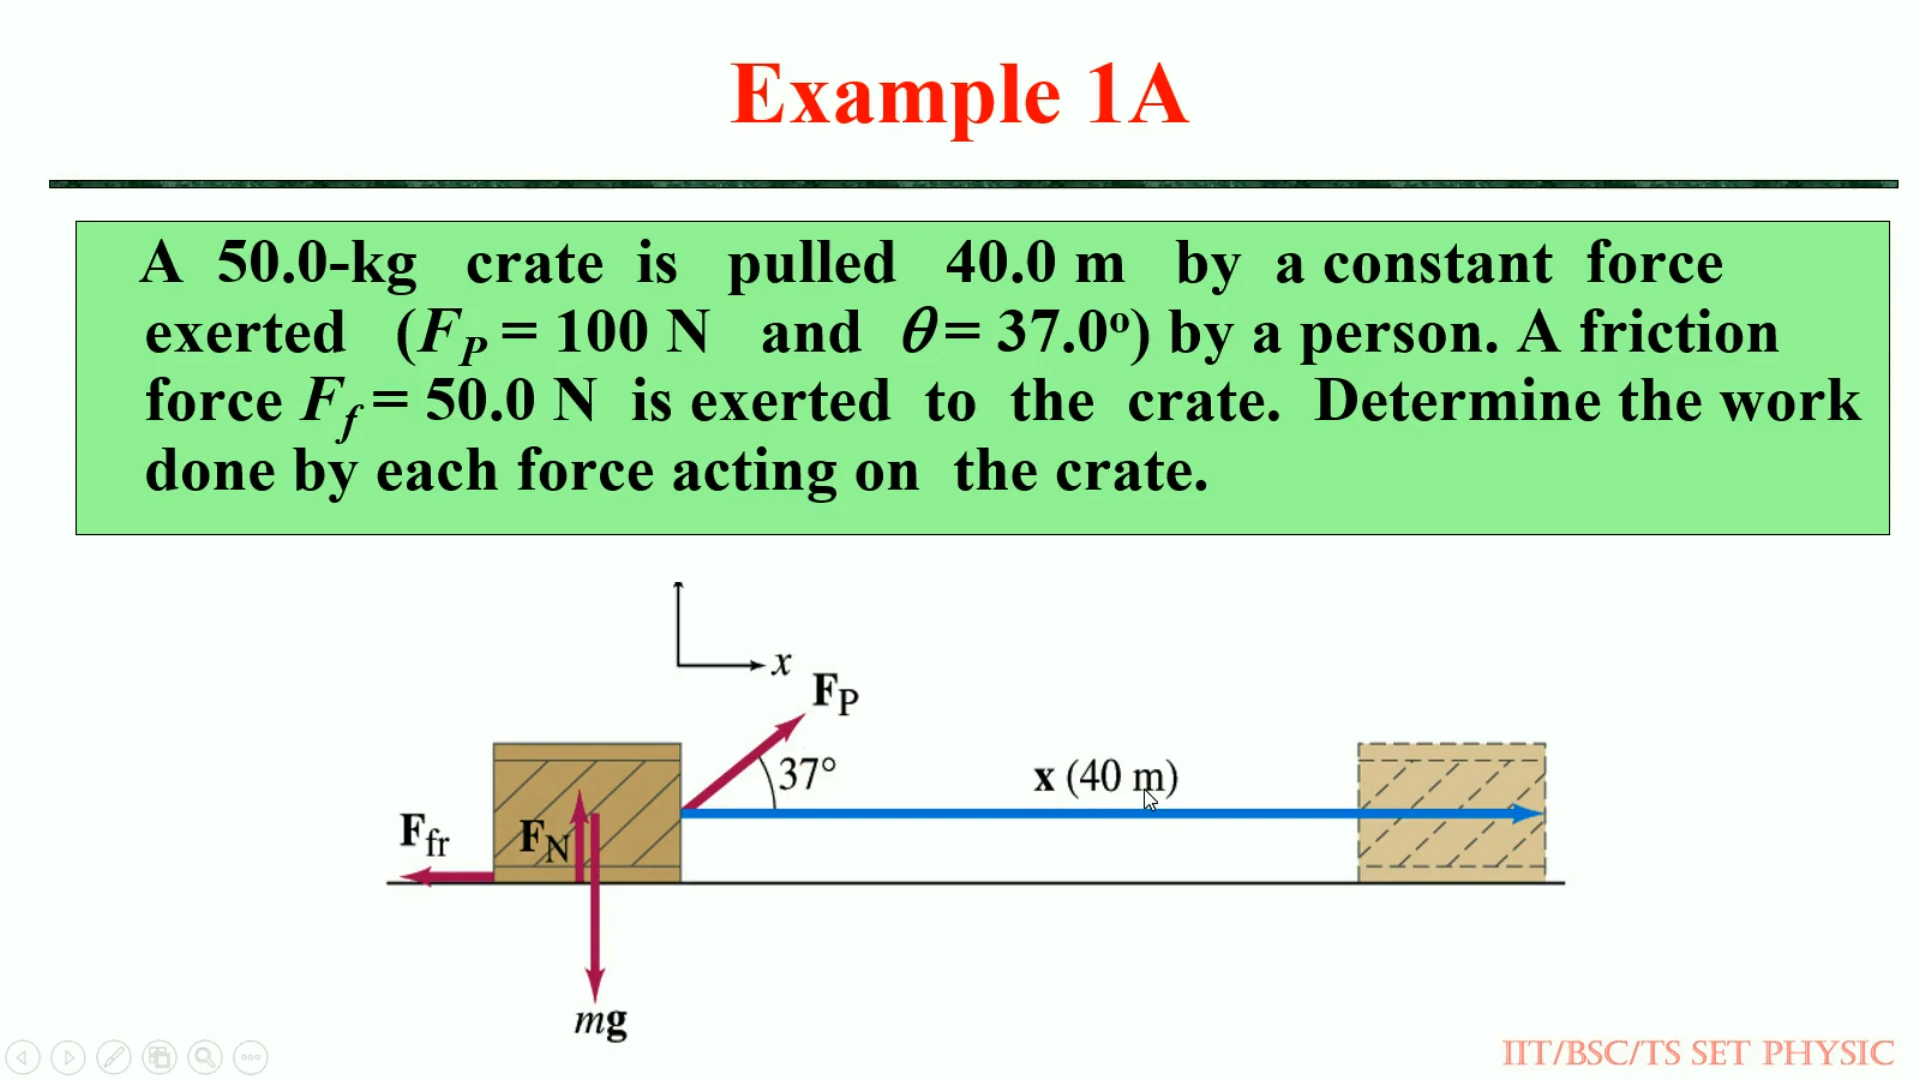 Example 1A
A 50.0-kg crate is pulled 40.0 m by a constant force
exerted (F_P = 100 N and θ = 37.0º) by a person. A friction
force F_f = 50.0 N is exerted to the crate. Determine the work
done by each force acting on the crate.
x
F_P
37°
x (40 m)
F_fr
F_N
mg
IIT/BSC/TS SET PHYSIC